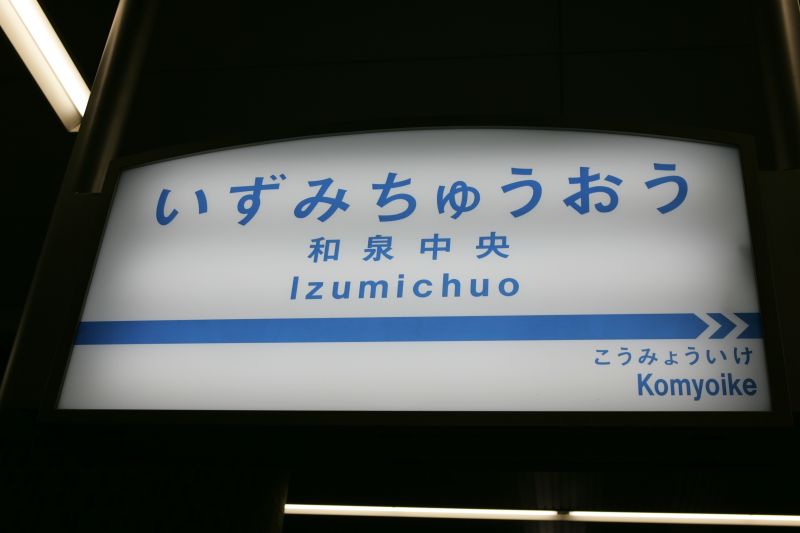 いずみちゅうおう
和泉中央
Izumichuo
こうみょういけ
Komyoike